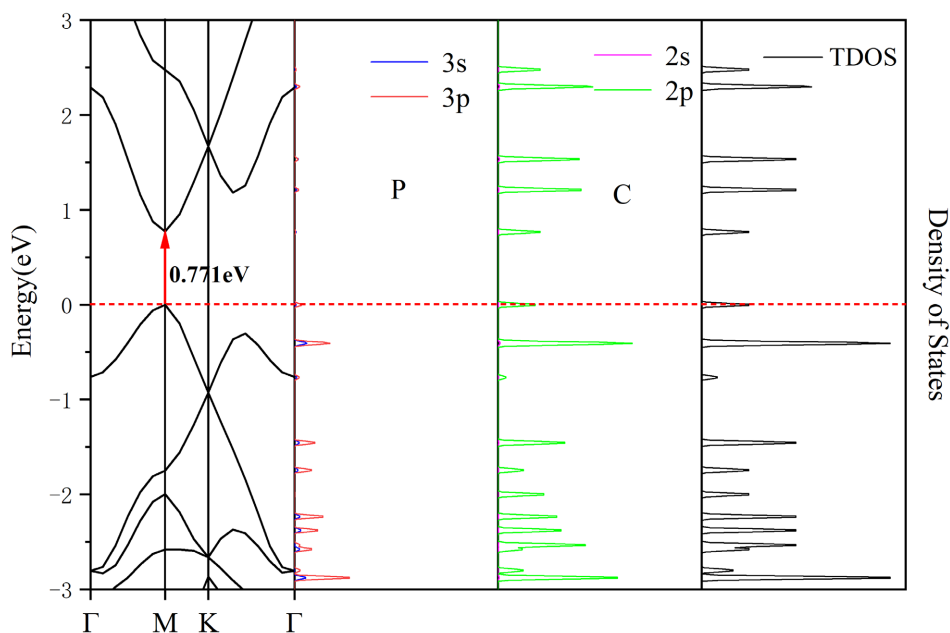 3
2
1
0
−1
−2
−3
Energy(eV)
0.771eV
Γ
M
K
Γ
3s
3p
P
2s
2p
C
TDOS
Density of States